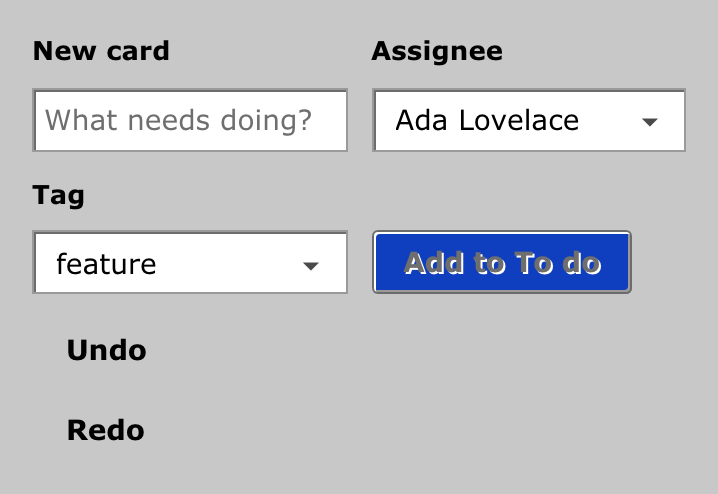 New card
Assignee
What needs doing?
Ada Lovelace
Tag
feature
Add to To do
Undo
Redo